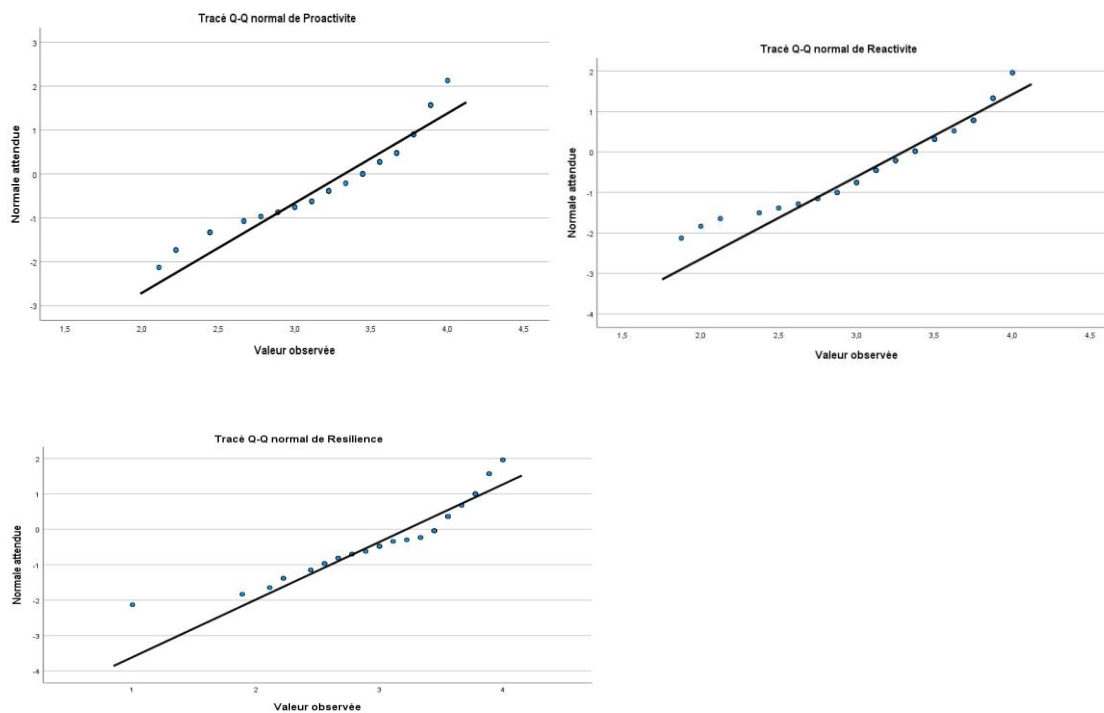 Tracé Q-Q normal de Proactivite
3
2
1
0
-1
-2
-3
Normale attendue
1,5 2,0 2,5 3,0 3,5 4,0 4,5
Valeur observée
Tracé Q-Q normal de Reactivite
2
1
0
-1
-2
-3
-4
Normale attendue
1,5 2,0 2,5 3,0 3,5 4,0 4,5
Valeur observée
Tracé Q-Q normal de Resilience
2
1
0
-1
-2
-3
-4
Normale attendue
1 2 3 4
Valeur observée